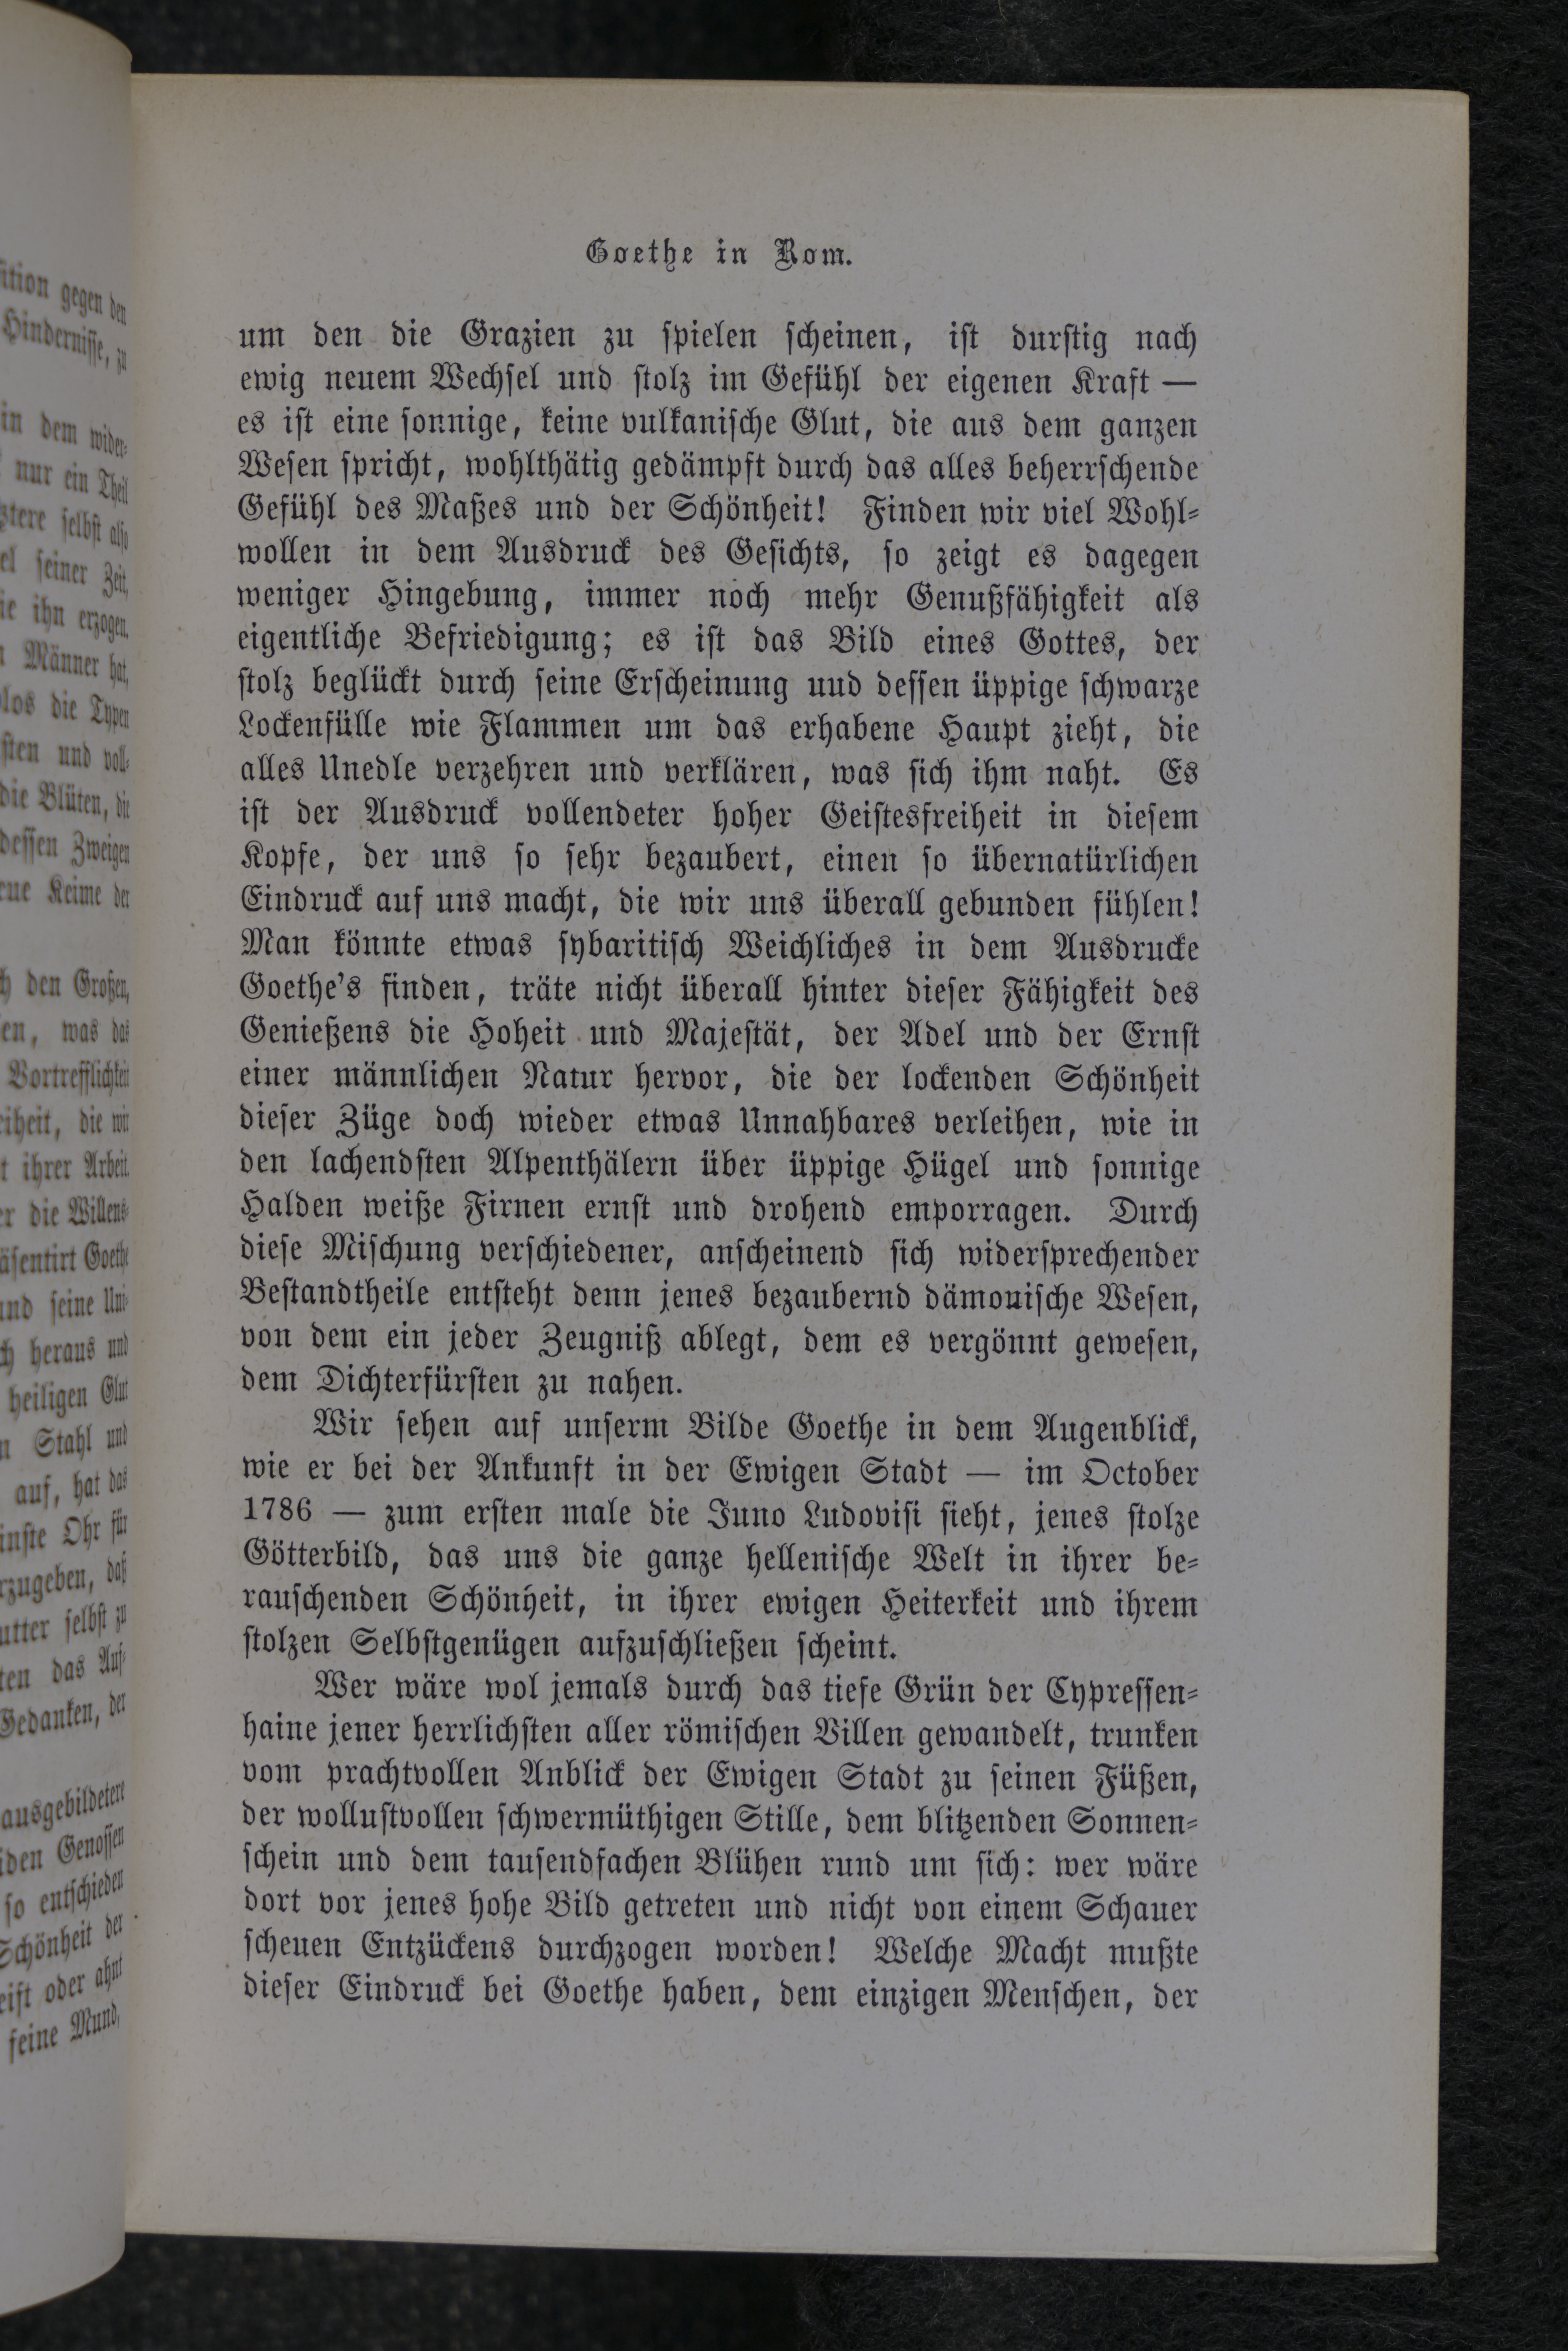 Goethe in Rom.
um den die Grazien zu spielen scheinen, ist durstig nach
ewig neuem Wechsel und stolz im Gefühl der eigenen Kraft —
es ist eine sonnige, keine vulkanische Glut, die aus dem ganzen
Wesen spricht, wohlthätig gedämpft durch das alles beherrschende
Gefühl des Maßes und der Schönheit! Finden wir viel Wohl-
wollen in dem Ausdruck des Gesichts, so zeigt es dagegen
weniger Hingebung, immer noch mehr Genußfähigkeit als
eigentliche Befriedigung; es ist das Bild eines Gottes, der
stolz beglückt durch seine Erscheinung und dessen üppige schwarze
Lockenfülle wie Flammen um das erhabene Haupt zieht, die
alles Unedle verzehren und verklären, was sich ihm naht. Es
ist der Ausdruck vollendeter hoher Geistesfreiheit in diesem
Kopfe, der uns so sehr bezaubert, einen so übernatürlichen
Eindruck auf uns macht, die wir uns überall gebunden fühlen!
Man könnte etwas sybaritisch Weichliches in dem Ausdrucke
Goethe's finden, träte nicht überall hinter dieser Fähigkeit des
Genießens die Hoheit und Majestät, der Adel und der Ernst
einer männlichen Natur hervor, die der lockenden Schönheit
dieser Züge doch wieder etwas Unnahbares verleihen, wie in
den lachendsten Alpenthälern über üppige Hügel und sonnige
Halden weiße Firnen ernst und drohend emporragen. Durch
diese Mischung verschiedener, anscheinend sich widersprechender
Bestandtheile entsteht denn jenes bezaubernd dämonische Wesen,
von dem ein jeder Zeugniß ablegt, dem es vergönnt gewesen,
dem Dichterfürsten zu nahen.
Wir sehen auf unserm Bilde Goethe in dem Augenblick,
wie er bei der Ankunft in der Ewigen Stadt — im October
1786 — zum ersten male die Juno Ludovisi sieht, jenes stolze
Götterbild, das uns die ganze hellenische Welt in ihrer be-
rauschenden Schönheit, in ihrer ewigen Heiterkeit und ihrem
stolzen Selbstgenügen aufzuschließen scheint.
Wer wäre wol jemals durch das tiefe Grün der Cypressen-
haine jener herrlichsten aller römischen Villen gewandelt, trunken
vom prachtvollen Anblick der Ewigen Stadt zu seinen Füßen,
der wollustvollen schwermüthigen Stille, dem blitzenden Sonnen-
schein und dem tausendfachen Blühen rund um sich: wer wäre
dort vor jenes hohe Bild getreten und nicht von einem Schauer
scheuen Entzückens durchzogen worden! Welche Macht mußte
dieser Eindruck bei Goethe haben, dem einzigen Menschen, der